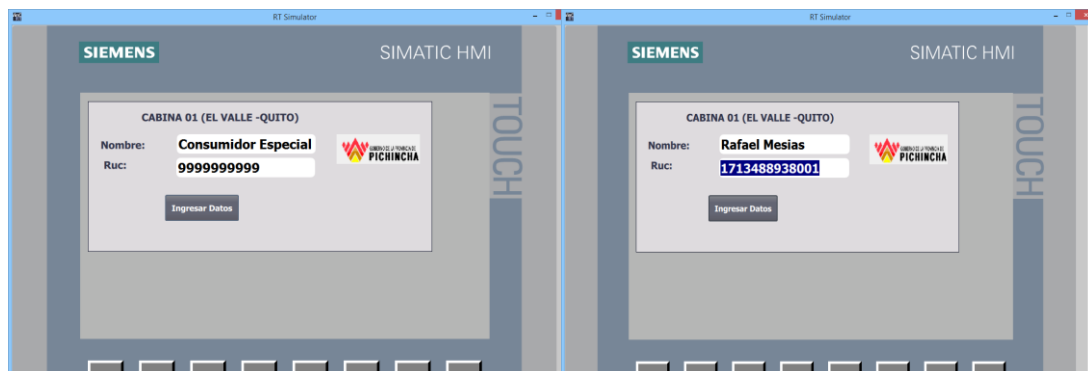 RT Simulator
SIEMENS
SIMATIC HMI
TOUCH
CABINA 01 (EL VALLE -QUITO)
Nombre: Consumidor Especial
PICHINCHA
Ruc: 9999999999
Ingresar Datos
RT Simulator
SIEMENS
SIMATIC HMI
TOUCH
CABINA 01 (EL VALLE -QUITO)
Nombre: Rafael Mesias
PICHINCHA
Ruc: 1713488938001
Ingresar Datos